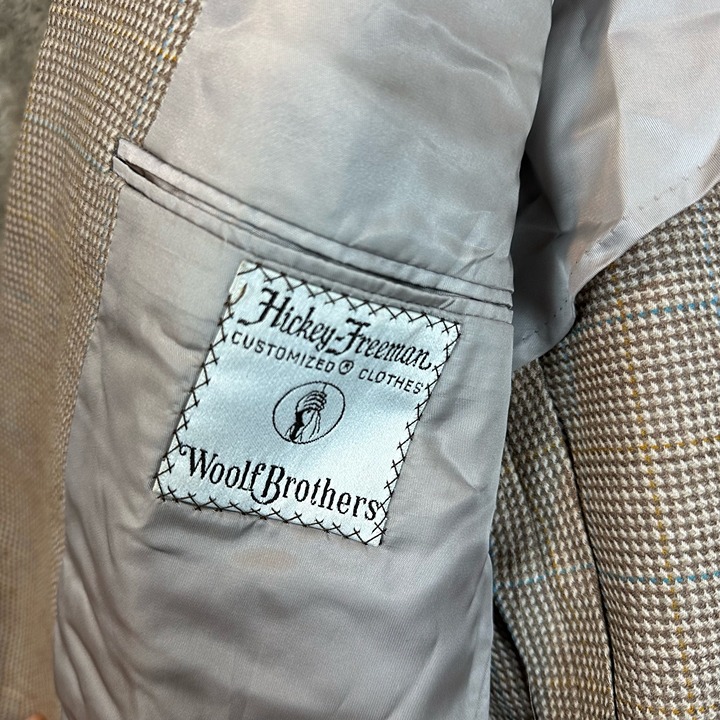 Hickey-Freeman
CUSTOMIZED® CLOTHES
Woolf Brothers